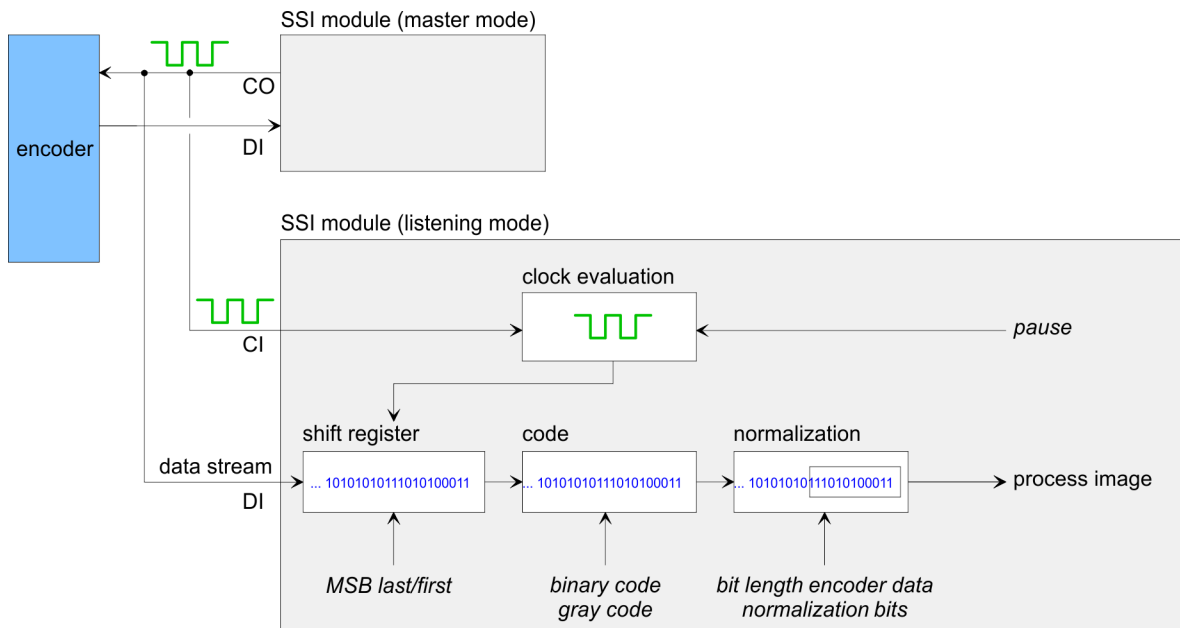 SSI module (master mode)
CO
encoder
DI
SSI module (listening mode)
clock evaluation
CI
pause
shift register
code
normalization
data stream
DI
... 10101010111010100011
... 10101010111010100011
... 10101010111010100011
process image
MSB last/first
binary code
gray code
bit length encoder data
normalization bits